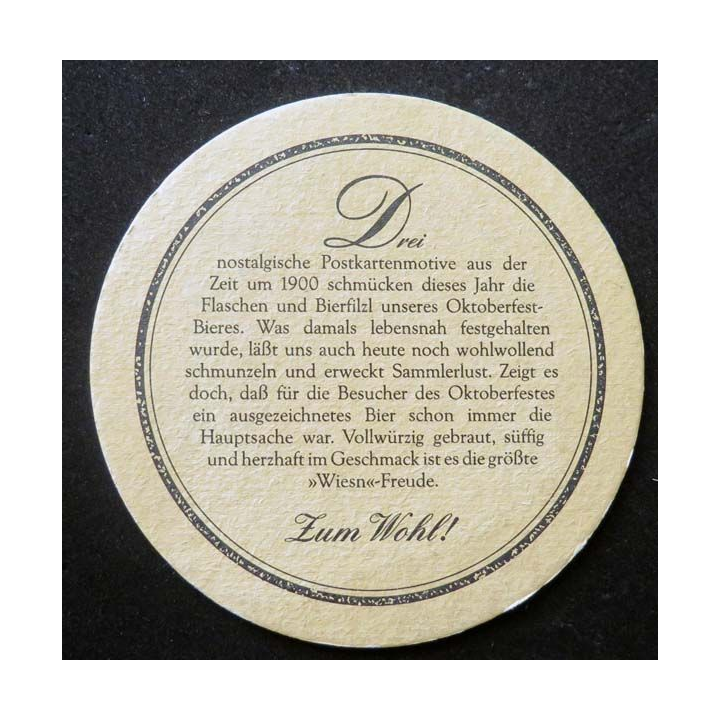 Drei
nostalgische Postkartenmotive aus der
Zeit um 1900 schmücken dieses Jahr die
Flaschen und Bierfilzl unseres Oktoberfest-
Bieres. Was damals lebensnah festgehalten
wurde, läßt uns auch heute noch wohlwollend
schmunzeln und erweckt Sammlerlust. Zeigt es
doch, daß für die Besucher des Oktoberfestes
ein ausgezeichnetes Bier schon immer die
Hauptsache war. Vollwürzig gebraut, süffig
und herzhaft im Geschmack ist es die größte
»Wiesn«-Freude.
Zum Wohl!